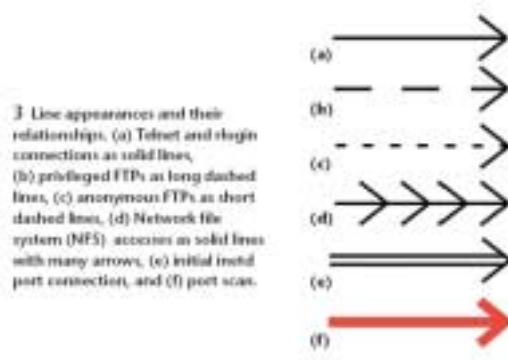 3 Line appearances and their
relationships. (a) Telnet and rlogin
connections as solid lines,
(b) privileged FTPs as long dashed
lines, (c) anonymous FTPs as short
dashed lines, (d) Network file
system (NFS) accesses as solid lines
with many arrows, (e) initial inetd
port connection, and (f) port scan.
(a)
(b)
(c)
(d)
(e)
(f)